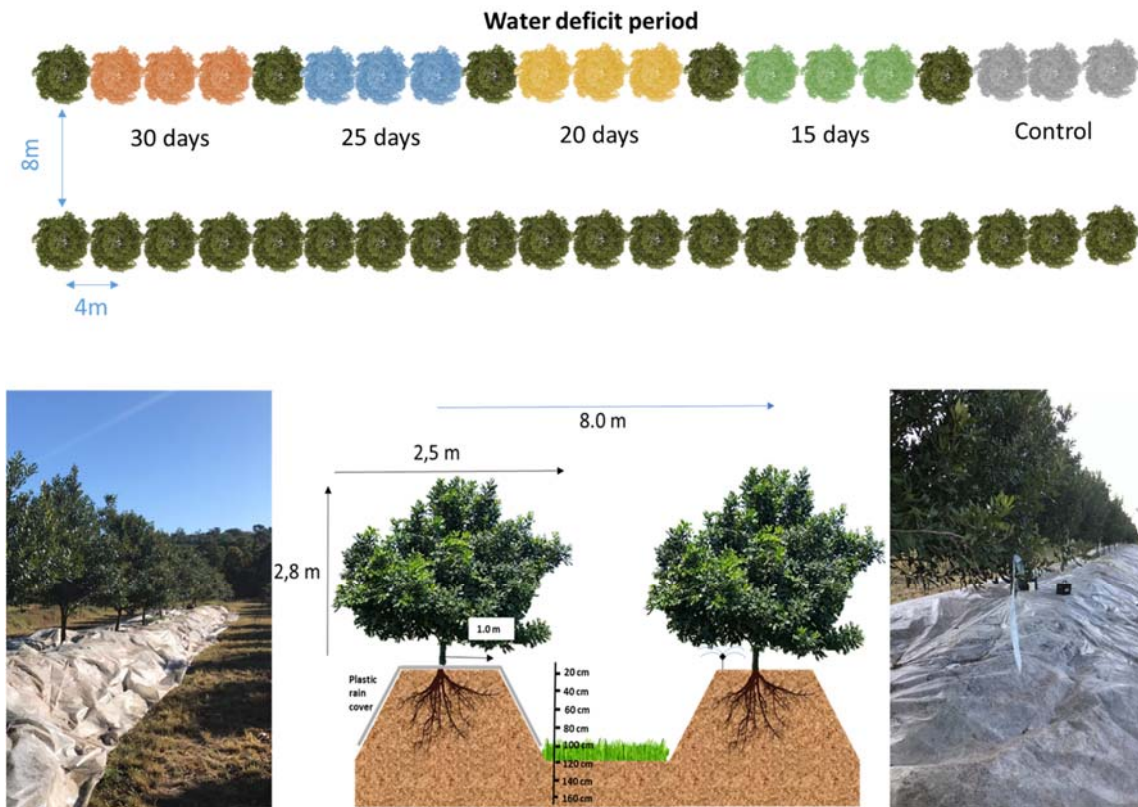 Water deficit period
30 days
25 days
20 days
15 days
Control
8m
4m
8.0 m
2,5 m
2,8 m
1.0 m
Plastic
rain
cover
20 cm
40 cm
60 cm
80 cm
100 cm
120 cm
140 cm
160 cm